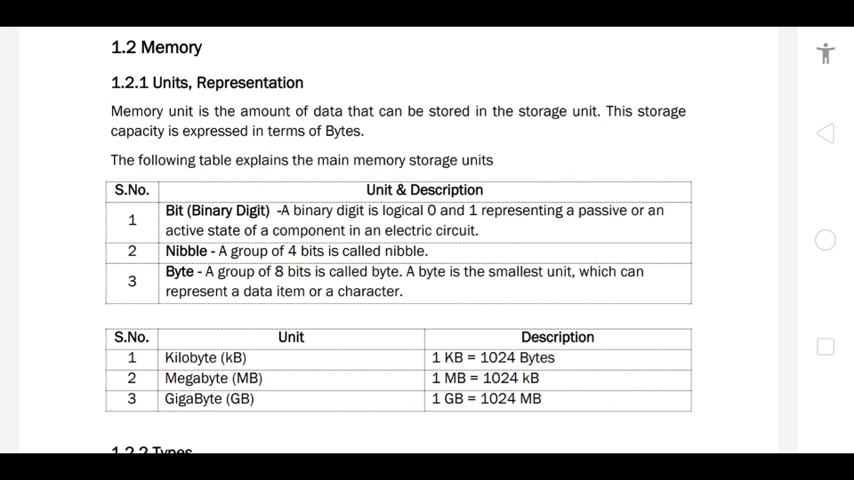 1.2 Memory
1.2.1 Units, Representation
Memory unit is the amount of data that can be stored in the storage unit. This storage
capacity is expressed in terms of Bytes.
The following table explains the main memory storage units
S.No. Unit & Description
1 Bit (Binary Digit) -A binary digit is logical 0 and 1 representing a passive or an
active state of a component in an electric circuit.
2 Nibble - A group of 4 bits is called nibble.
3 Byte - A group of 8 bits is called byte. A byte is the smallest unit, which can
represent a data item or a character.
S.No. Unit Description
1 Kilobyte (kB) 1 KB = 1024 Bytes
2 Megabyte (MB) 1 MB = 1024 kB
3 GigaByte (GB) 1 GB = 1024 MB
1.2.2 Types